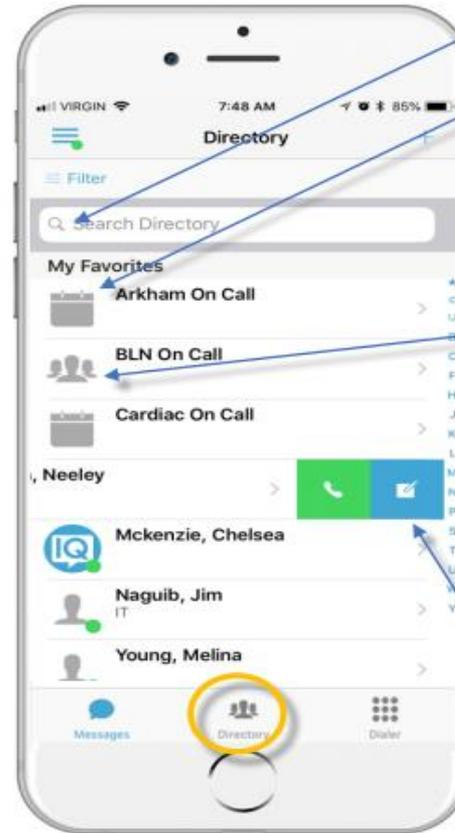 VIRGIN 7:48 AM 85%
Directory +
Filter
Search Directory
My Favorites
Arkham On Call
BLN On Call
Cardiac On Call
, Neeley
IQ
Mckenzie, Chelsea
Naguib, Jim
IT
Young, Melina
Messages Directory Dialer